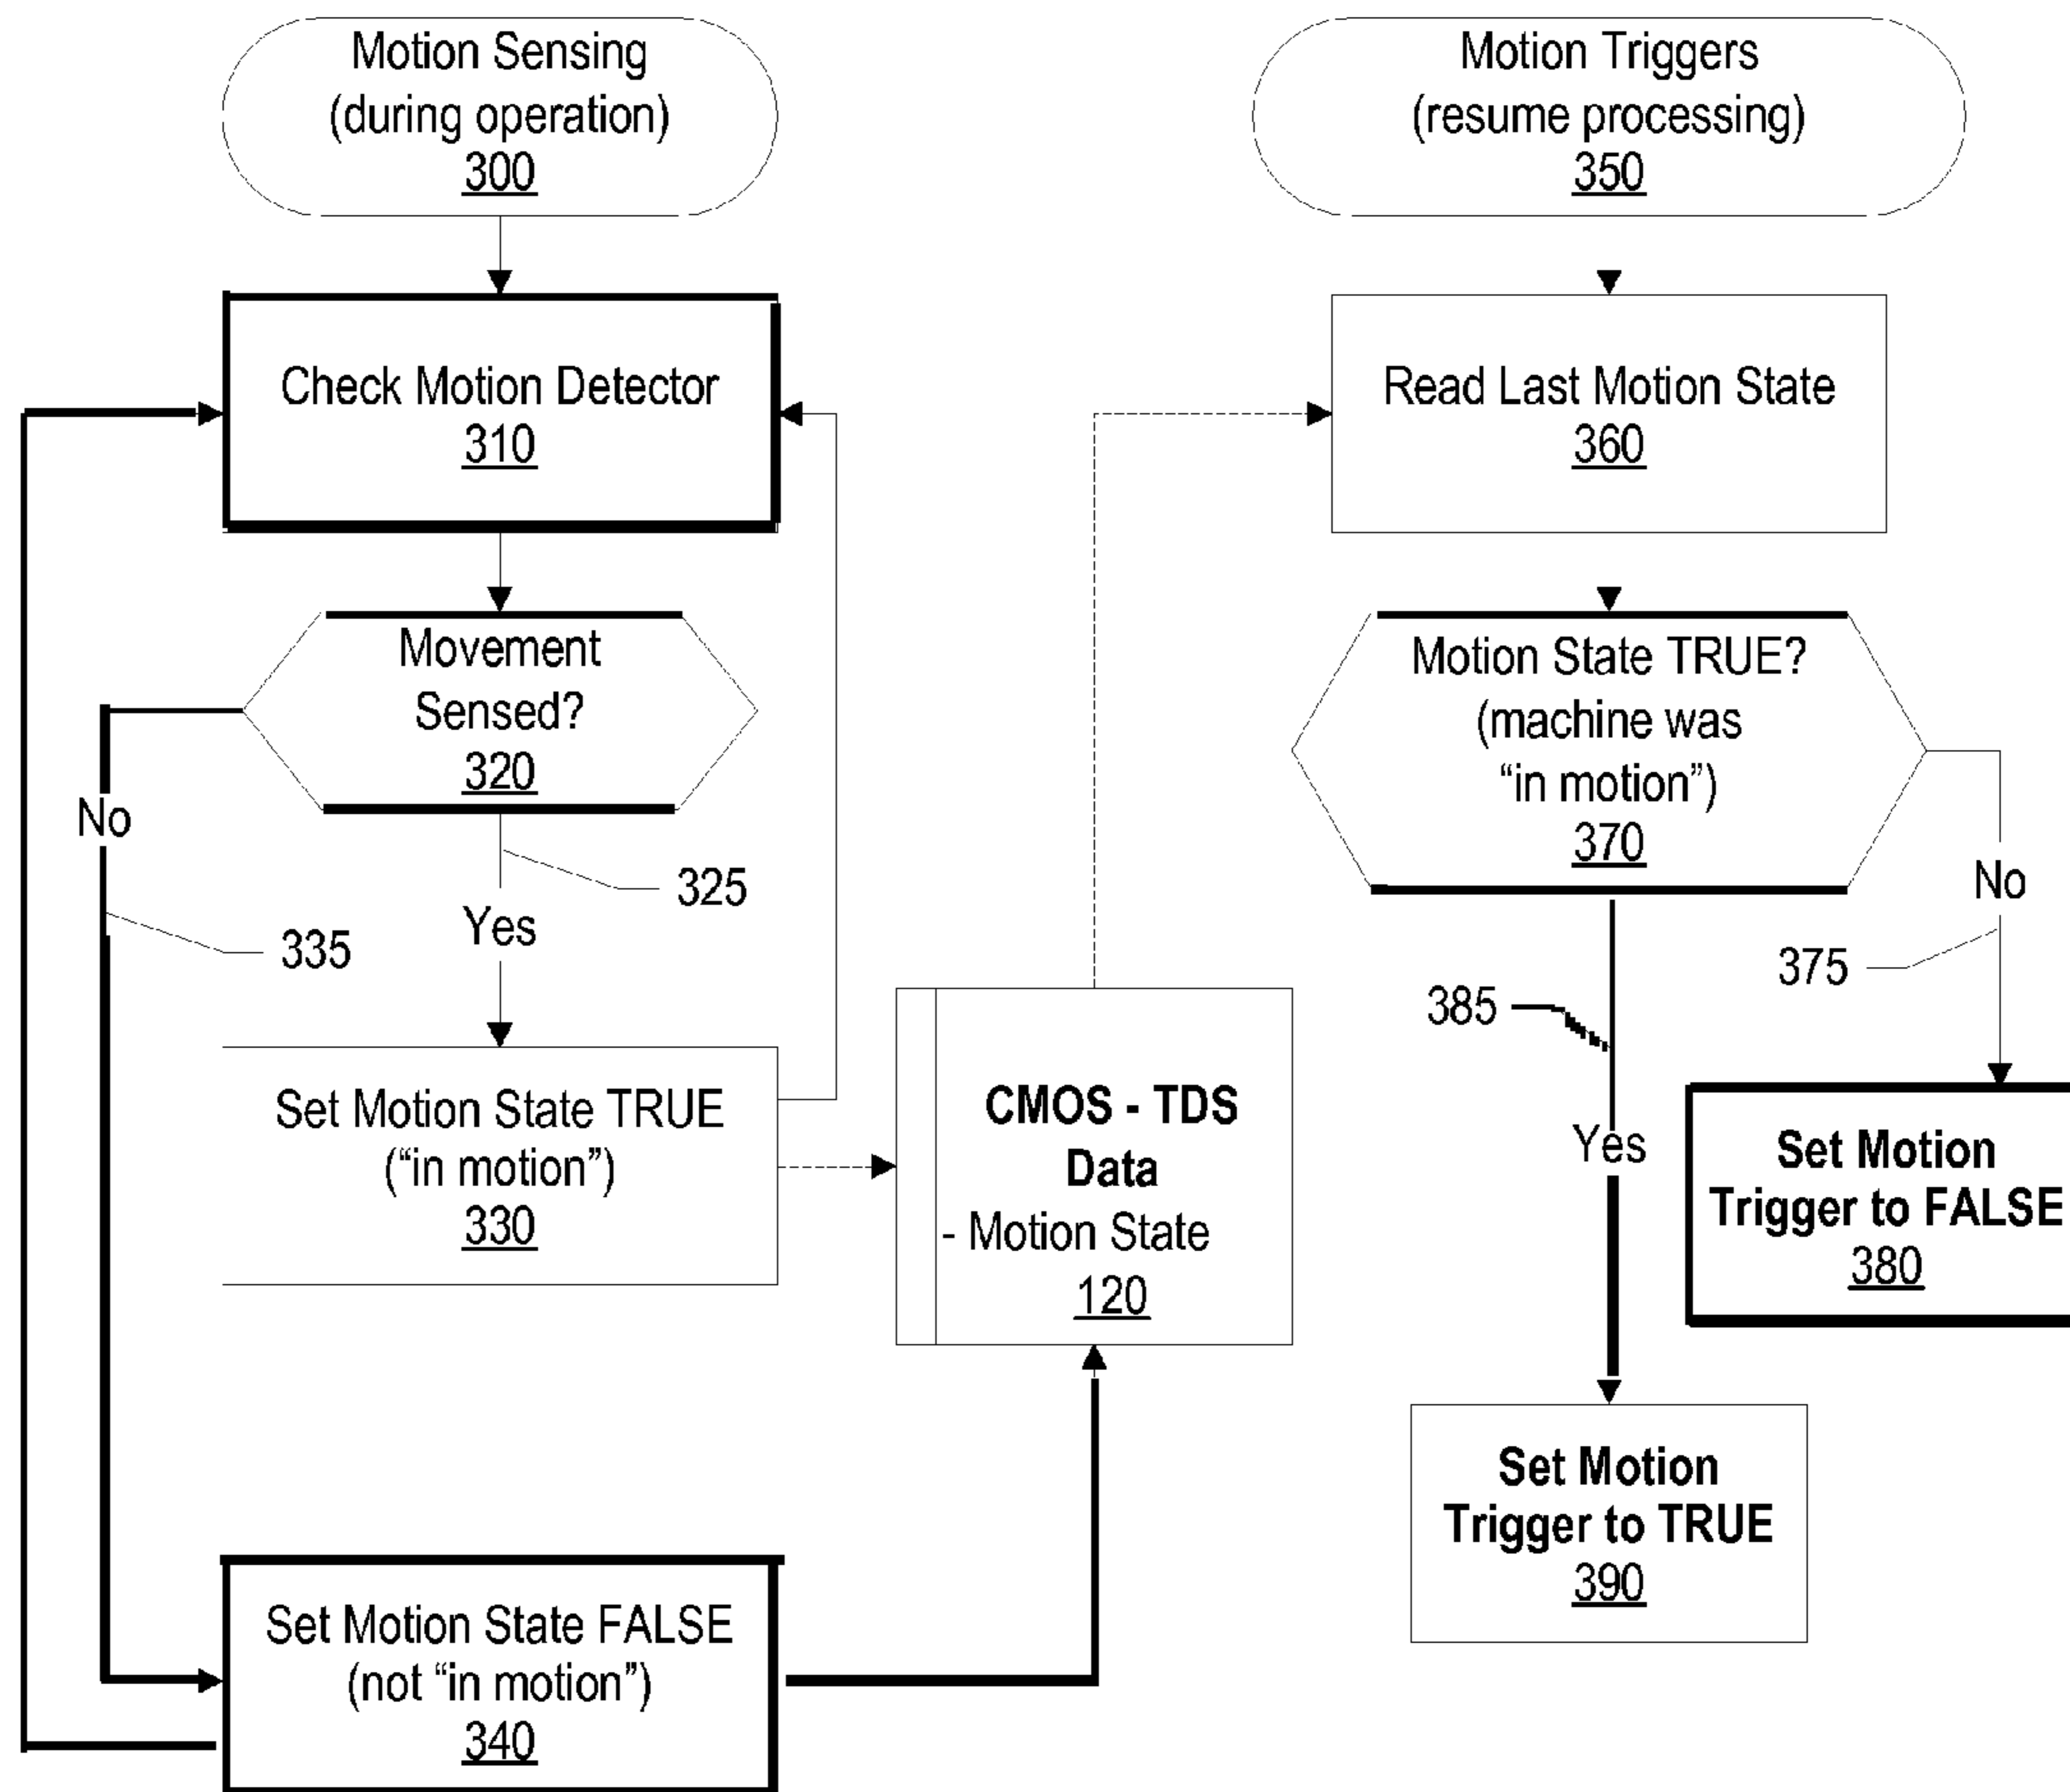 Motion Sensing
(during operation)
300
Check Motion Detector
310
Movement
Sensed?
320
No
325
335
Yes
Set Motion State TRUE
(“in motion”)
330
Set Motion State FALSE
(not “in motion”)
340
CMOS - TDS
Data
- Motion State
120
Motion Triggers
(resume processing)
350
Read Last Motion State
360
Motion State TRUE?
(machine was
“in motion”)
370
No
375
385
Yes
Set Motion
Trigger to FALSE
380
Set Motion
Trigger to TRUE
390